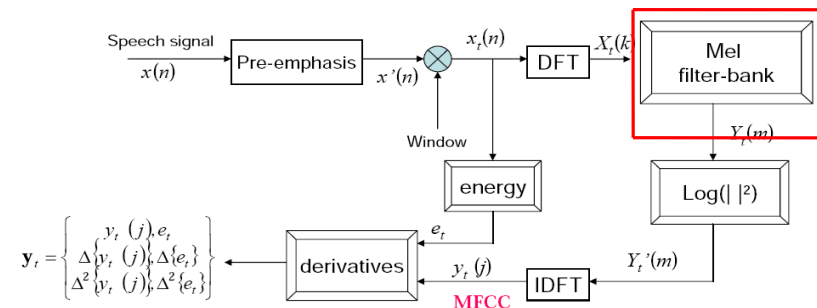 Speech signal
x(n)
Pre-emphasis
x'(n)
Window
x_t(n)
DFT
X_t(k)
Mel
filter-bank
Y_t(m)
Log(| |²)
Y_t'(m)
IDFT
y_t (j)
MFCC
energy
e_t
derivatives
y_t = { y_t (j), e_t
Δ{y_t (j)}, Δ{e_t}
Δ²{y_t (j)}, Δ²{e_t} }